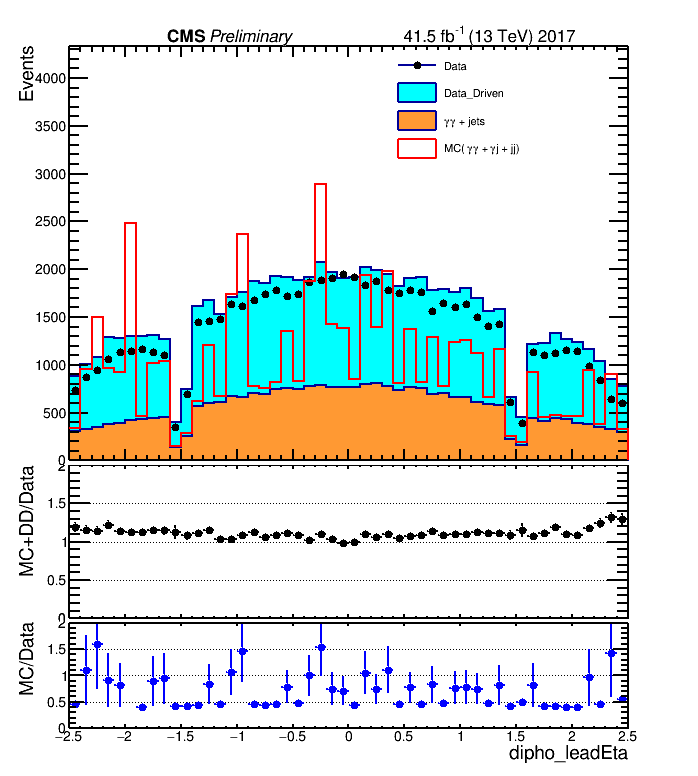 CMS Preliminary 41.5 fb-1 (13 TeV) 2017
Events
4000
3500
3000
2500
2000
1500
1000
500
0
Data
Data_Driven
γγ + jets
MC( γγ + γj + jj)
MC+DD/Data
2
1.5
1
0.5
0
MC/Data
2
1.5
1
0.5
0
−2.5 −2 −1.5 −1 −0.5 0 0.5 1 1.5 2 2.5
dipho_leadEta